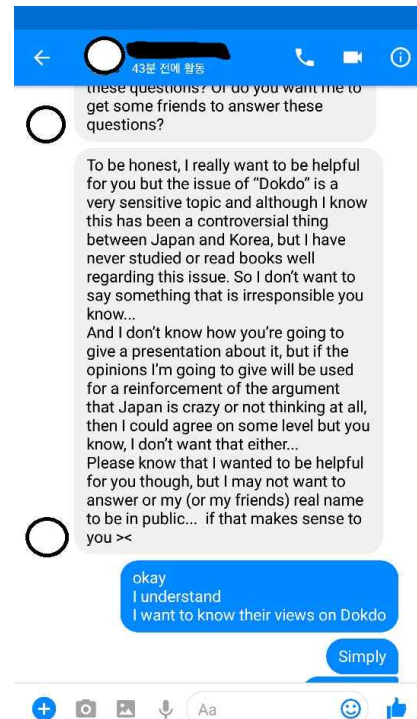 43분 전에 활동
these questions? Or do you want me to
get some friends to answer these
questions?
To be honest, I really want to be helpful
for you but the issue of “Dokdo” is a
very sensitive topic and although I know
this has been a controversial thing
between Japan and Korea, but I have
never studied or read books well
regarding this issue. So I don’t want to
say something that is irresponsible you
know...
And I don’t know how you’re going to
give a presentation about it, but if the
opinions I’m going to give will be used
for a reinforcement of the argument
that Japan is crazy or not thinking at all,
then I could agree on some level but you
know, I don’t want that either...
Please know that I wanted to be helpful
for you though, but I may not want to
answer or my (or my friends) real name
to be in public... if that makes sense to
you ><
okay
I understand
I want to know their views on Dokdo
Simply
Aa